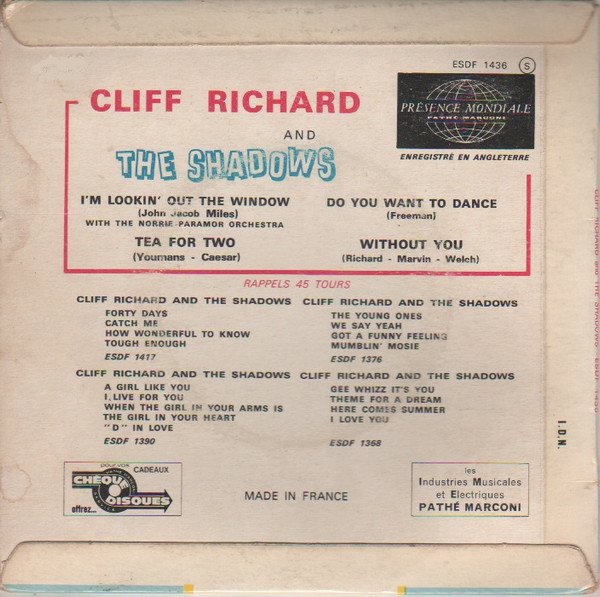 ESDF 1436 S
PRÉSENCE MONDIALE
PATHÉ MARCONI
ENREGISTRÉ EN ANGLETERRE
CLIFF RICHARD
AND
THE SHADOWS
I'M LOOKIN' OUT THE WINDOW
(John Jacob Miles)
WITH THE NORRIE PARAMOR ORCHESTRA
DO YOU WANT TO DANCE
(Freeman)
TEA FOR TWO
(Youmans - Caesar)
WITHOUT YOU
(Richard - Marvin - Welch)
RAPPELS 45 TOURS
CLIFF RICHARD AND THE SHADOWS
FORTY DAYS
CATCH ME
HOW WONDERFUL TO KNOW
TOUGH ENOUGH
ESDF 1417
CLIFF RICHARD AND THE SHADOWS
THE YOUNG ONES
WE SAY YEAH
GOT A FUNNY FEELING
MUMBLIN' MOSIE
ESDF 1376
CLIFF RICHARD AND THE SHADOWS
A GIRL LIKE YOU
I LIVE FOR YOU
WHEN THE GIRL IN YOUR ARMS IS
THE GIRL IN YOUR HEART
"D" IN LOVE
ESDF 1390
CLIFF RICHARD AND THE SHADOWS
GEE WHIZZ IT'S YOU
THEME FOR A DREAM
HERE COMES SUMMER
I LOVE YOU
ESDF 1368
pour vos CADEAUX
CHÈQUE
DISQUES
offrez...
MADE IN FRANCE
les
Industries Musicales
et Electriques
PATHÉ MARCONI
CLIFF RICHARD and THE SHADOWS ESDF 1436
I.D.N.